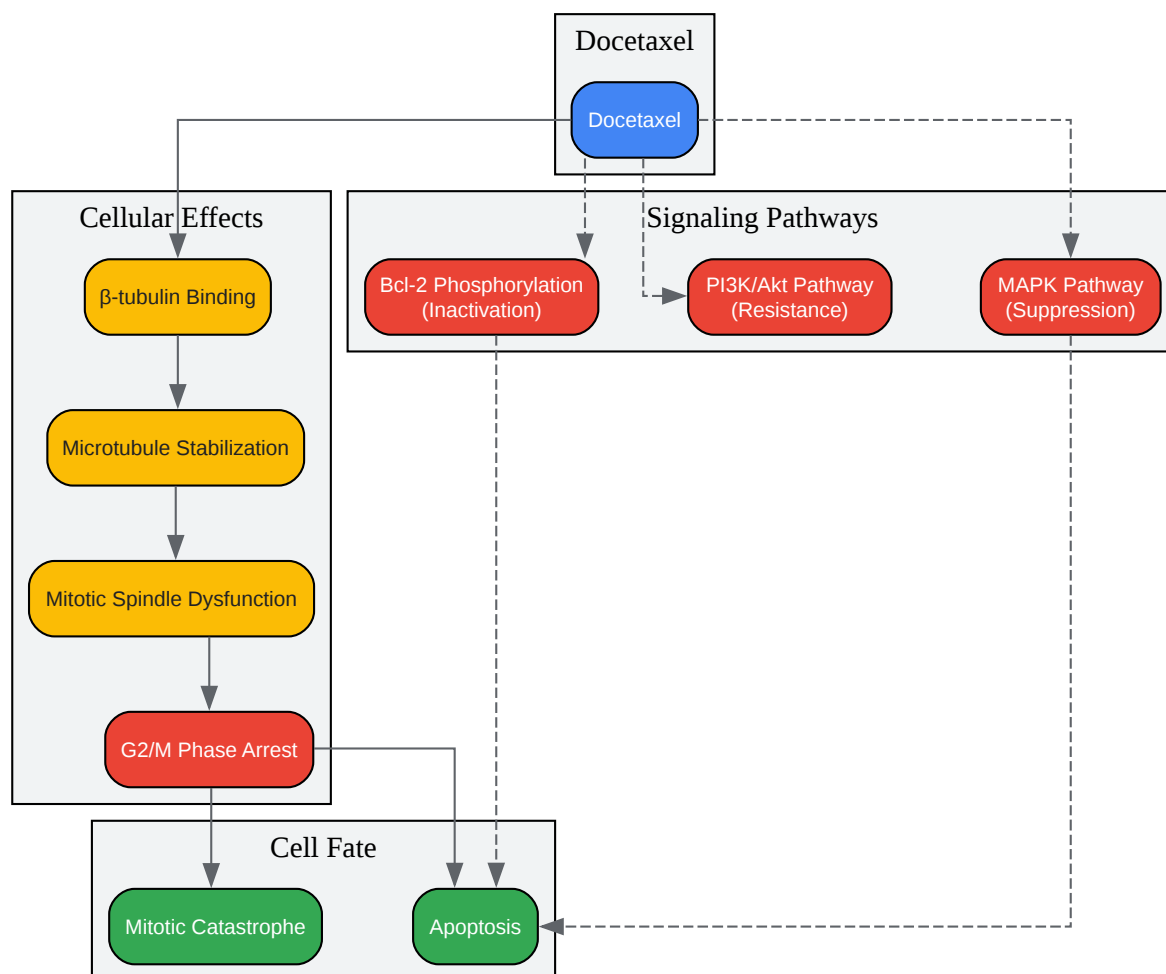 Docetaxel
Docetaxel
Cellular Effects
Signaling Pathways
β-tubulin Binding
Bcl-2 Phosphorylation
(Inactivation)
PI3K/Akt Pathway
(Resistance)
MAPK Pathway
(Suppression)
Microtubule Stabilization
Mitotic Spindle Dysfunction
G2/M Phase Arrest
Cell Fate
Mitotic Catastrophe
Apoptosis